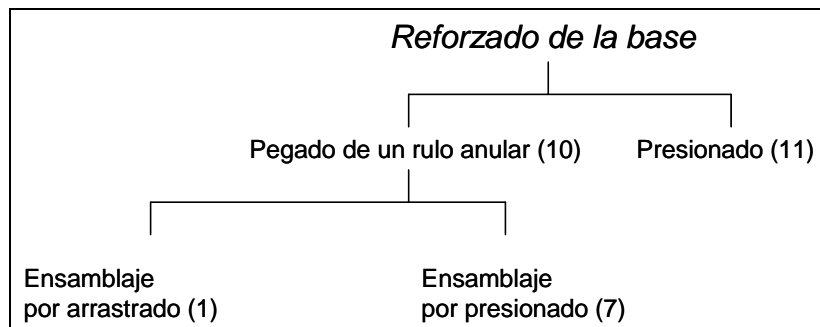 Reforzado de la base
Pegado de un rulo anular (10)
Presionado (11)
Ensamblaje
por arrastrado (1)
Ensamblaje
por presionado (7)